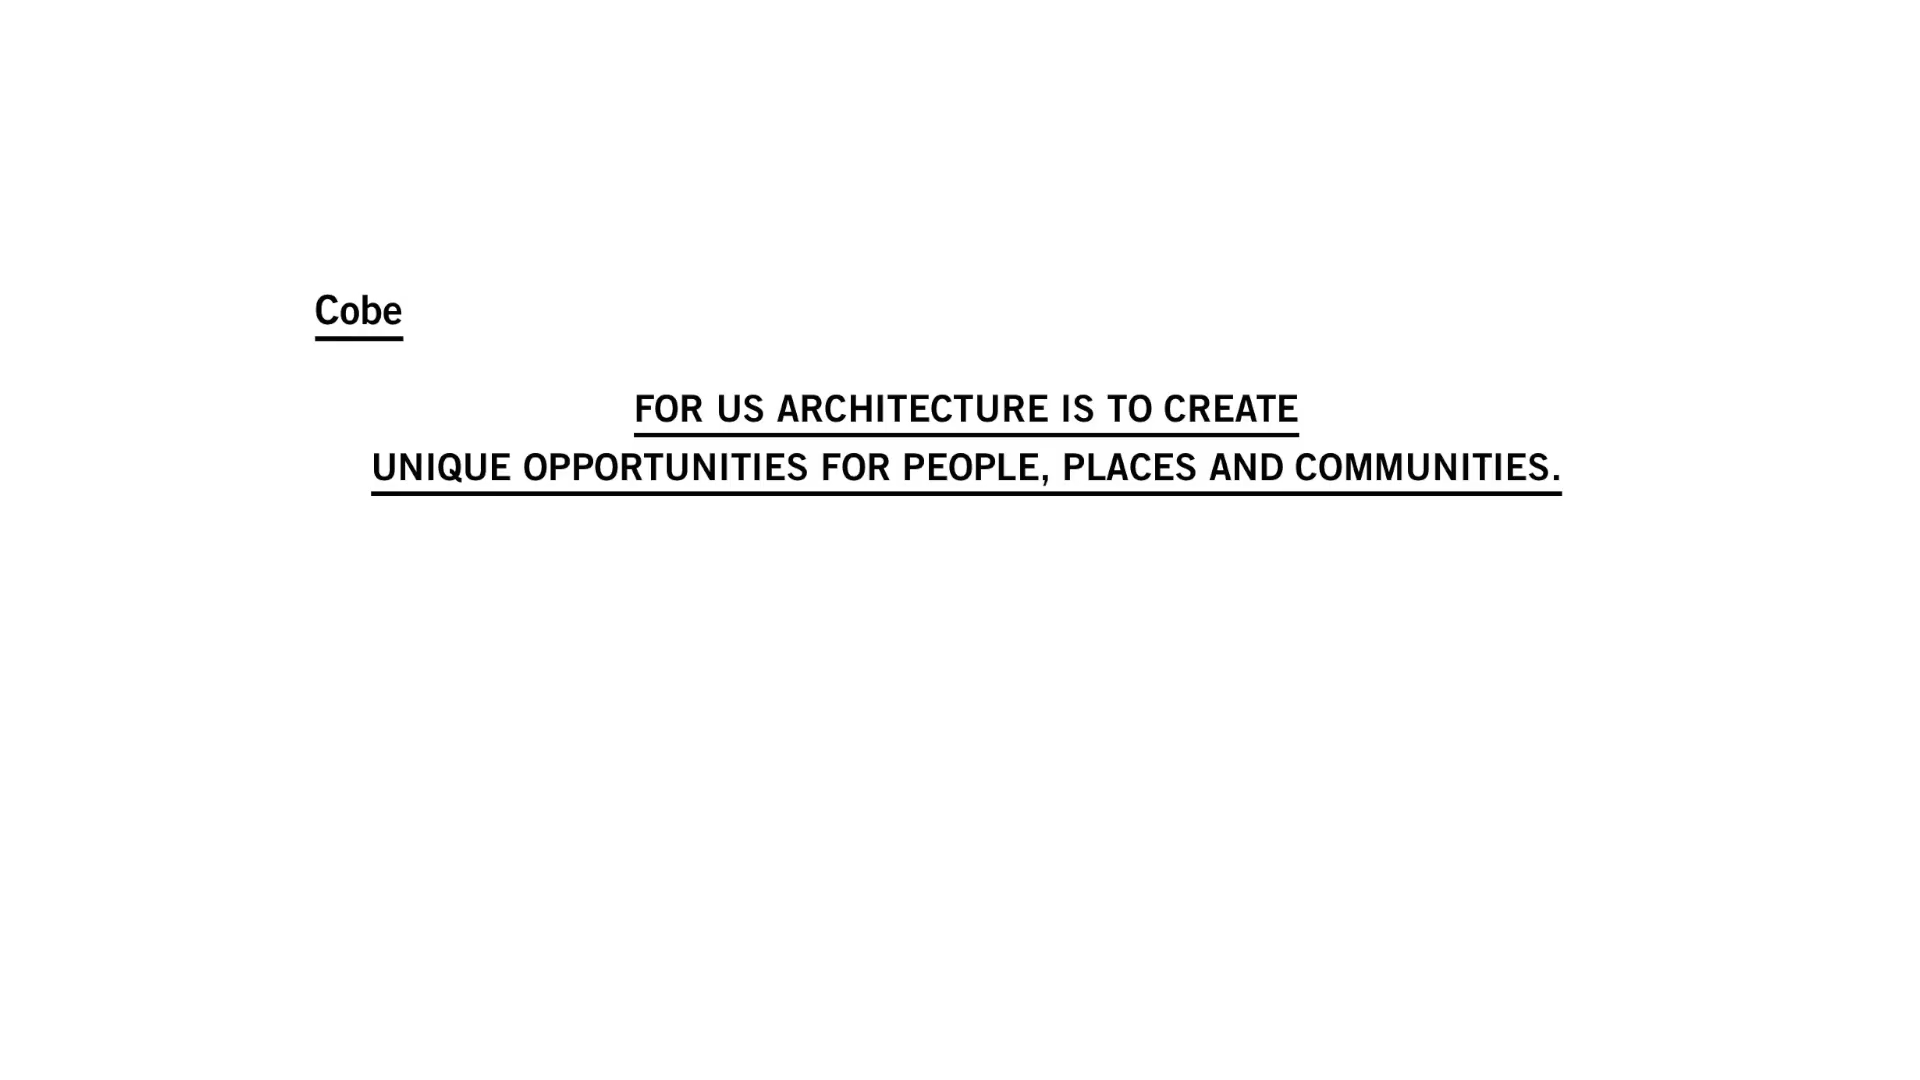 Cobe
FOR US ARCHITECTURE IS TO CREATE
UNIQUE OPPORTUNITIES FOR PEOPLE, PLACES AND COMMUNITIES.